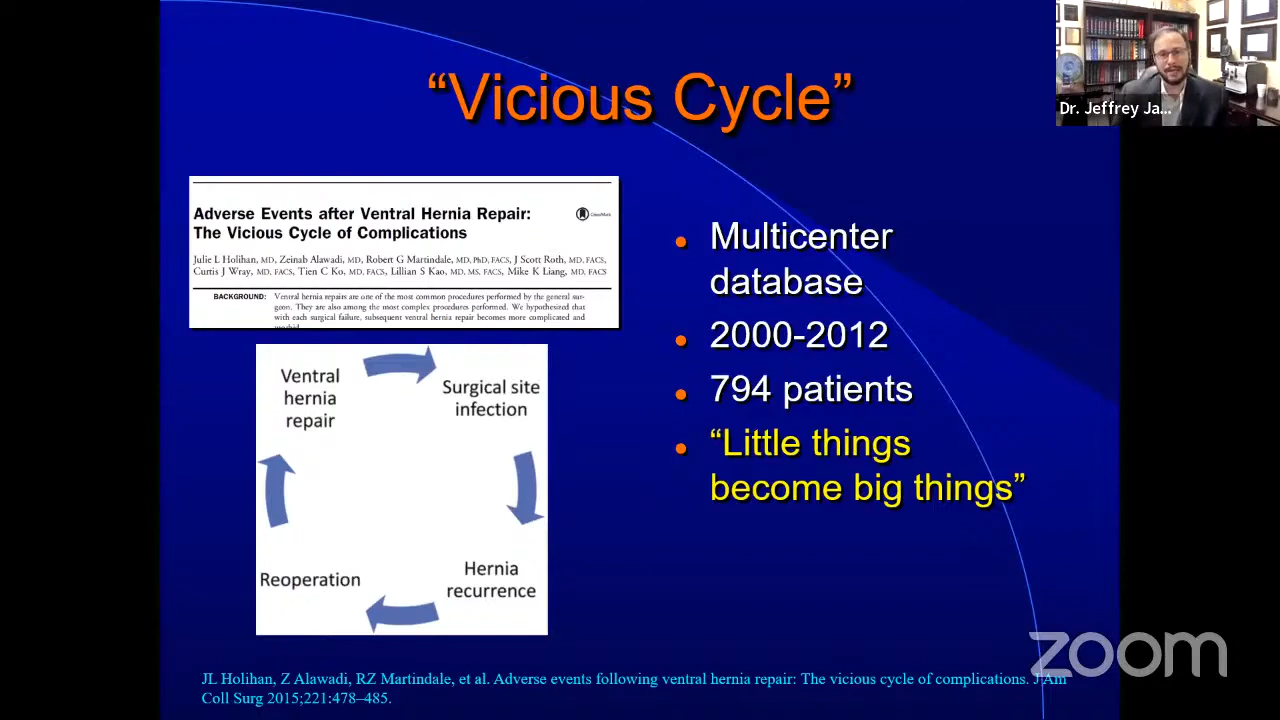 “Vicious Cycle”
Dr. Jeffrey Ja...
Adverse Events after Ventral Hernia Repair:
The Vicious Cycle of Complications
Julie L Holihan, MD, Zeinab Alawadi, MD, Robert G Martindale, MD, PhD, FACS, J Scott Roth, MD, FACS,
Curtis J Wray, MD, FACS, Tien C Ko, MD, FACS, Lillian S Kao, MD, MS, FACS, Mike K Liang, MD, FACS
BACKGROUND: Ventral hernia repairs are one of the most common procedures performed by the general sur-
geon. They are also among the most complex procedures performed. We hypothesized that
with each surgical failure, subsequent ventral hernia repair becomes more complicated and
Ventral
hernia
repair
Surgical site
infection
Hernia
recurrence
Reoperation
Multicenter
database
2000-2012
794 patients
“Little things
become big things”
zoom
JL Holihan, Z Alawadi, RZ Martindale, et al. Adverse events following ventral hernia repair: The vicious cycle of complications. J Am
Coll Surg 2015;221:478–485.